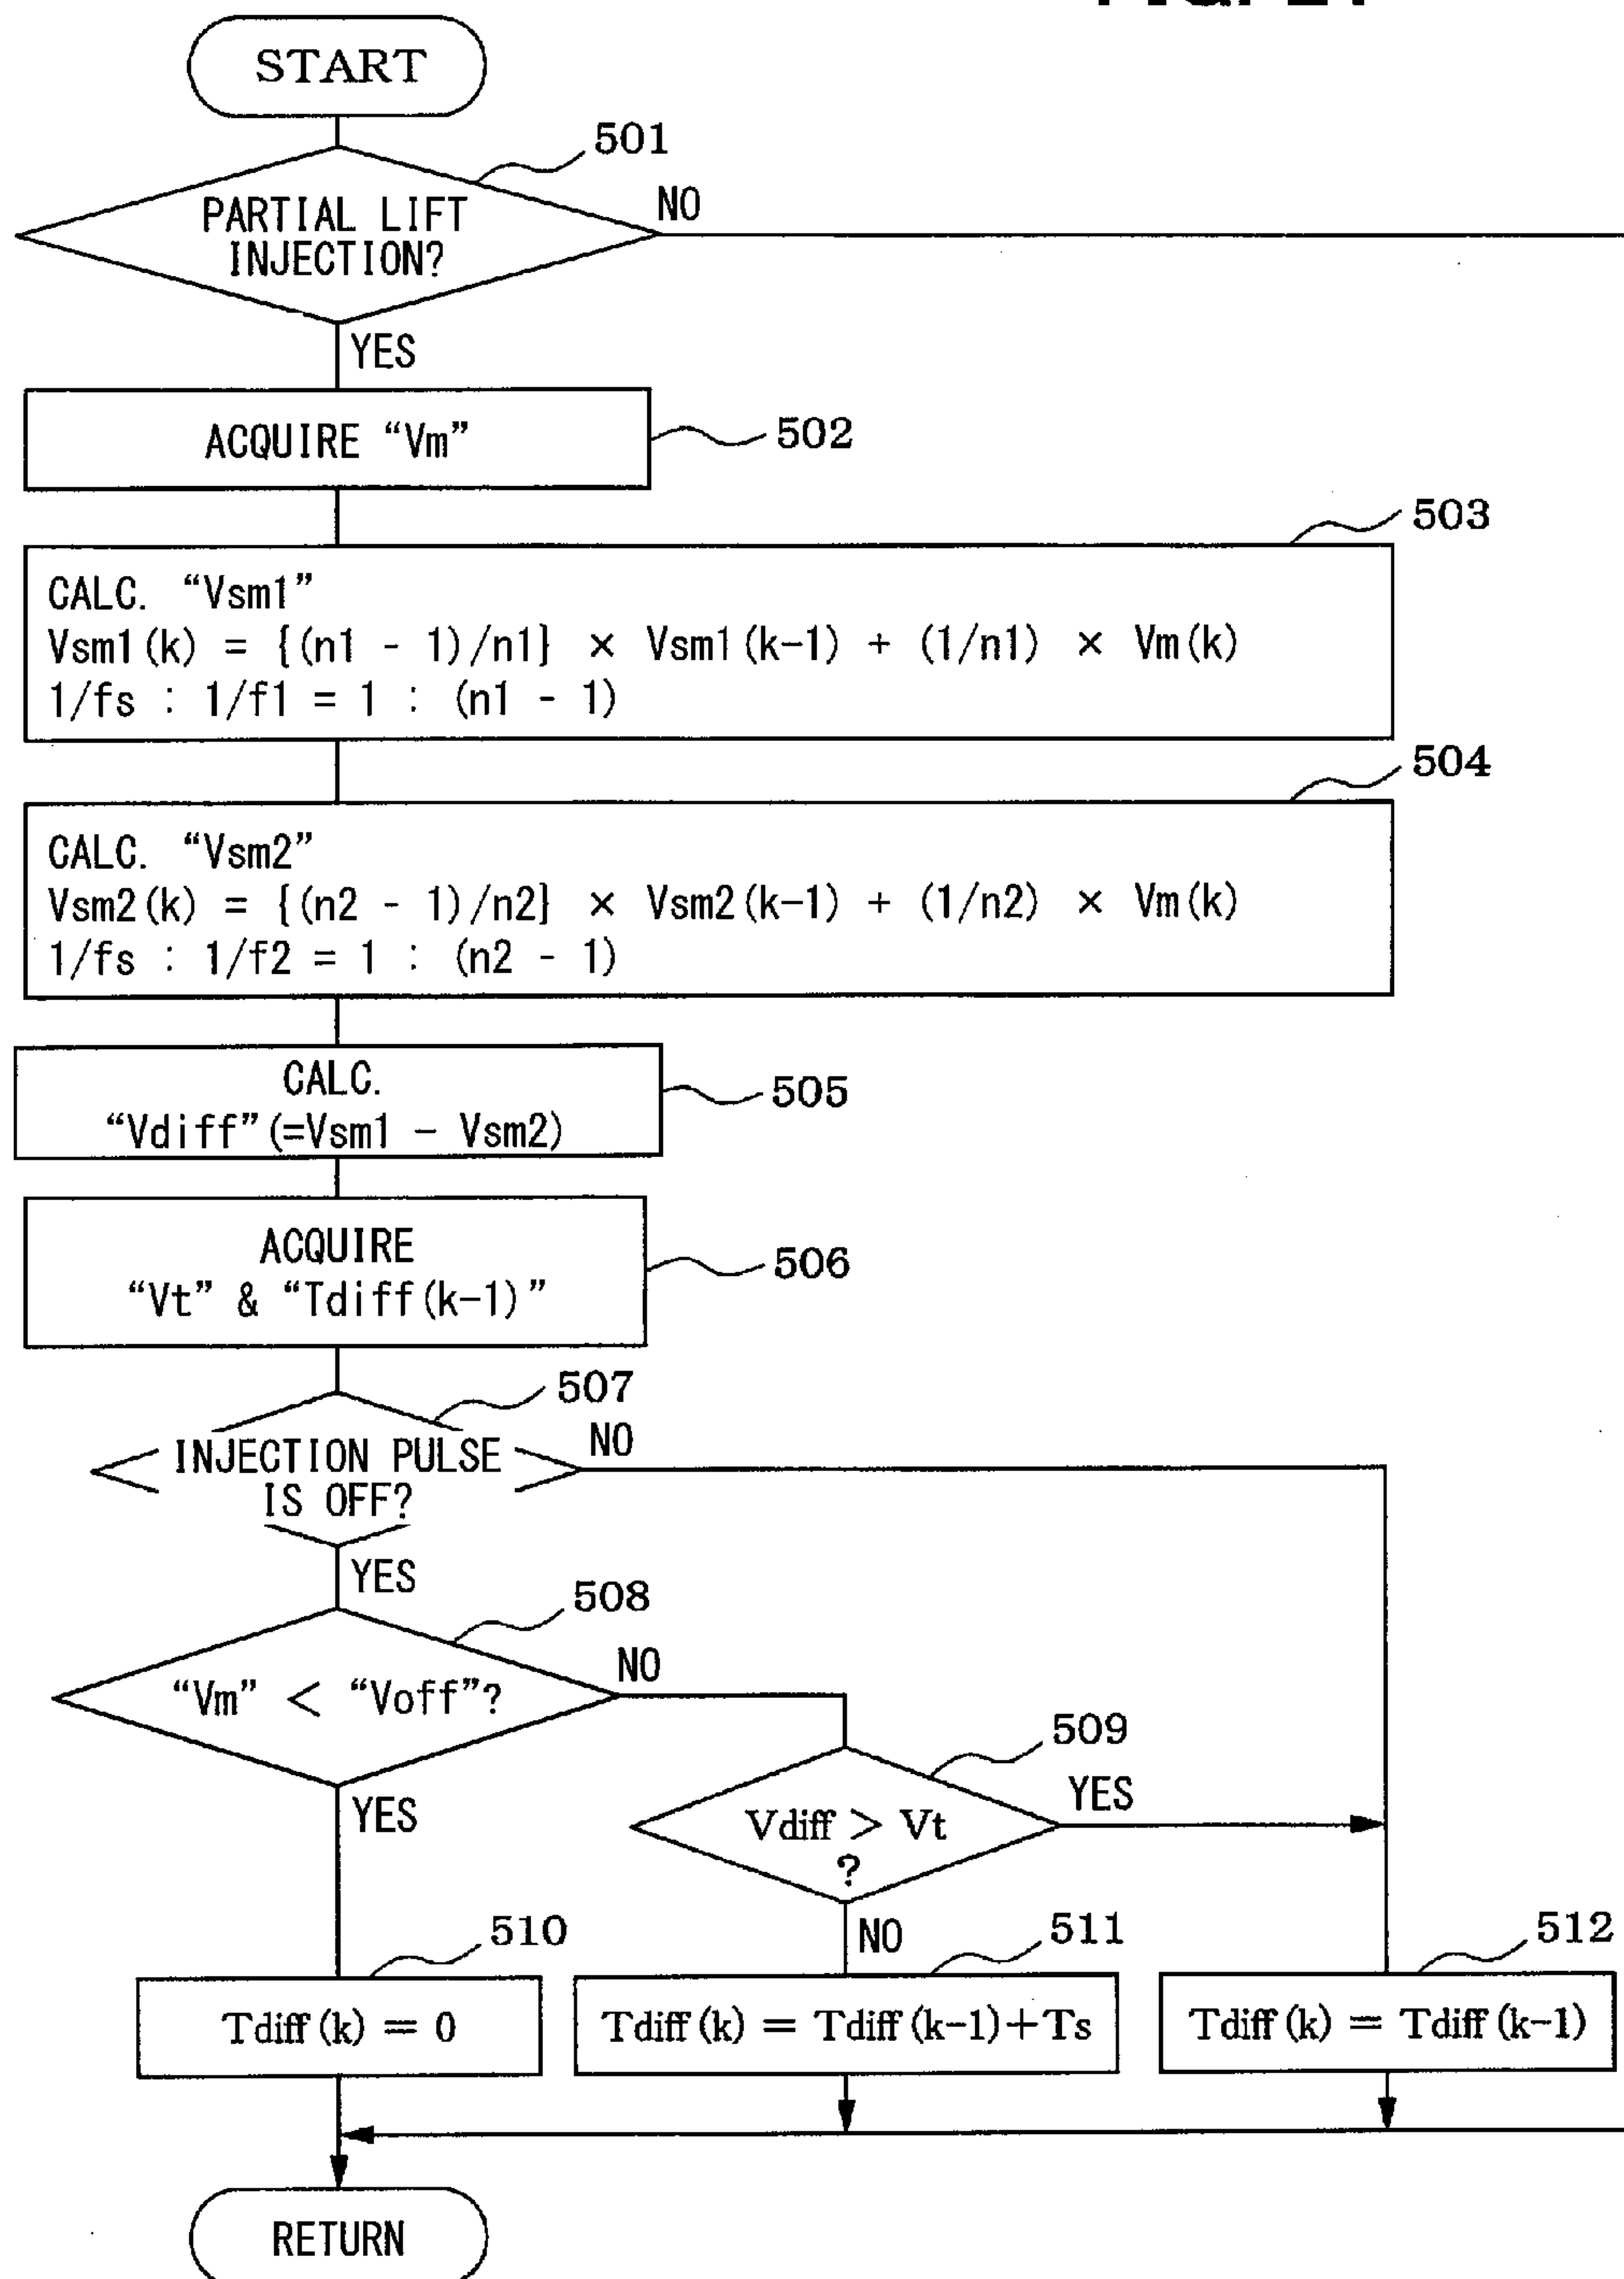 START
501
PARTIAL LIFT
INJECTION?
NO
YES
ACQUIRE “Vm”
502
503
CALC. “Vsm1”
Vsm1(k) = {(n1 - 1)/n1} × Vsm1(k-1) + (1/n1) × Vm(k)
1/fs : 1/f1 = 1 : (n1 - 1)
504
CALC. “Vsm2”
Vsm2(k) = {(n2 - 1)/n2} × Vsm2(k-1) + (1/n2) × Vm(k)
1/fs : 1/f2 = 1 : (n2 - 1)
CALC.
“Vdiff”(=Vsm1 - Vsm2)
505
ACQUIRE
“Vt” & “Tdiff(k-1)”
506
507
INJECTION PULSE
IS OFF?
NO
YES
508
“Vm” < “Voff”?
NO
YES
509
Vdiff > Vt
?
YES
NO
510
Tdiff(k) = 0
511
Tdiff(k) = Tdiff(k-1)+Ts
512
Tdiff(k) = Tdiff(k-1)
RETURN